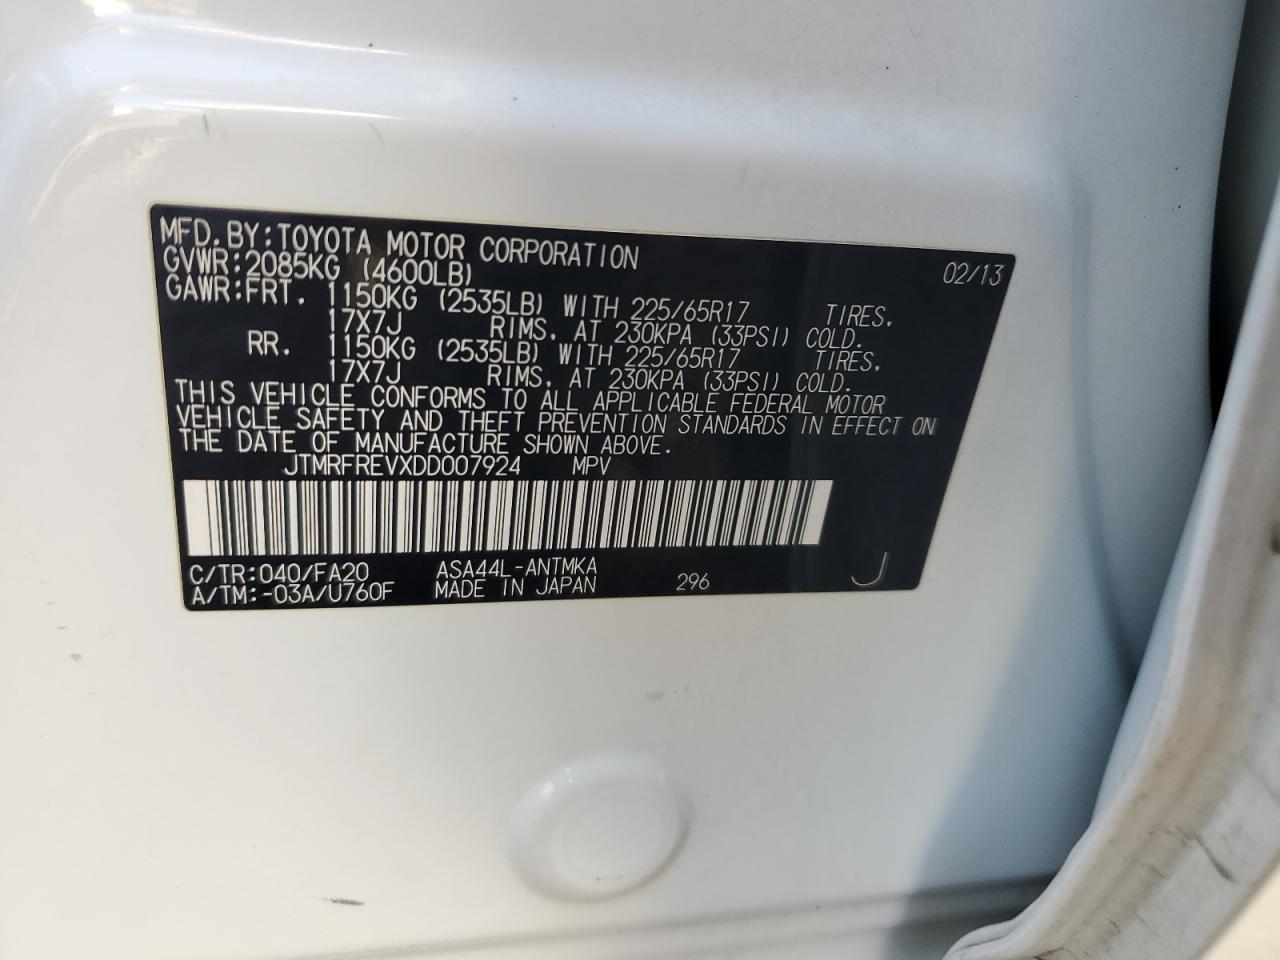 MFD. BY: TOYOTA MOTOR CORPORATION 02/13
GVWR: 2085KG (4600LB)
GAWR: FRT. 1150KG (2535LB) WITH 225/65R17 TIRES.
17X7J RIMS. AT 230KPA (33PSI) COLD.
RR. 1150KG (2535LB) WITH 225/65R17 TIRES.
17X7J RIMS. AT 230KPA (33PSI) COLD.
THIS VEHICLE CONFORMS TO ALL APPLICABLE FEDERAL MOTOR
VEHICLE SAFETY AND THEFT PREVENTION STANDARDS IN EFFECT ON
THE DATE OF MANUFACTURE SHOWN ABOVE.
JTMRFREVXDD007924 MPV
C/TR: 040/FA20 ASA44L-ANTMKA
A/TM: -03A/U760F MADE IN JAPAN 296 J